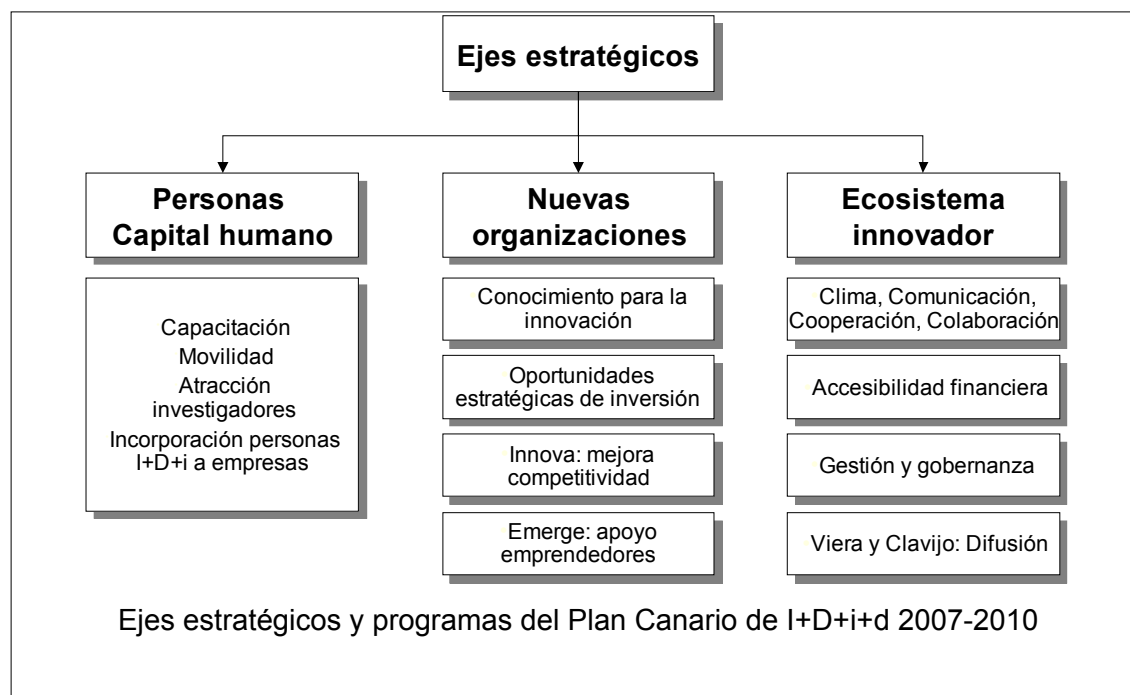 Ejes estratégicos
Personas
Capital humano
Capacitación
Movilidad
Atracción
investigadores
Incorporación personas
I+D+i a empresas
Nuevas
organizaciones
Conocimiento para la
innovación
Oportunidades
estratégicas de inversión
Innova: mejora
competitividad
Emerge: apoyo
emprendedores
Ecosistema
innovador
Clima, Comunicación,
Cooperación, Colaboración
Accesibilidad financiera
Gestión y gobernanza
Viera y Clavijo: Difusión
Ejes estratégicos y programas del Plan Canario de I+D+i+d 2007-2010